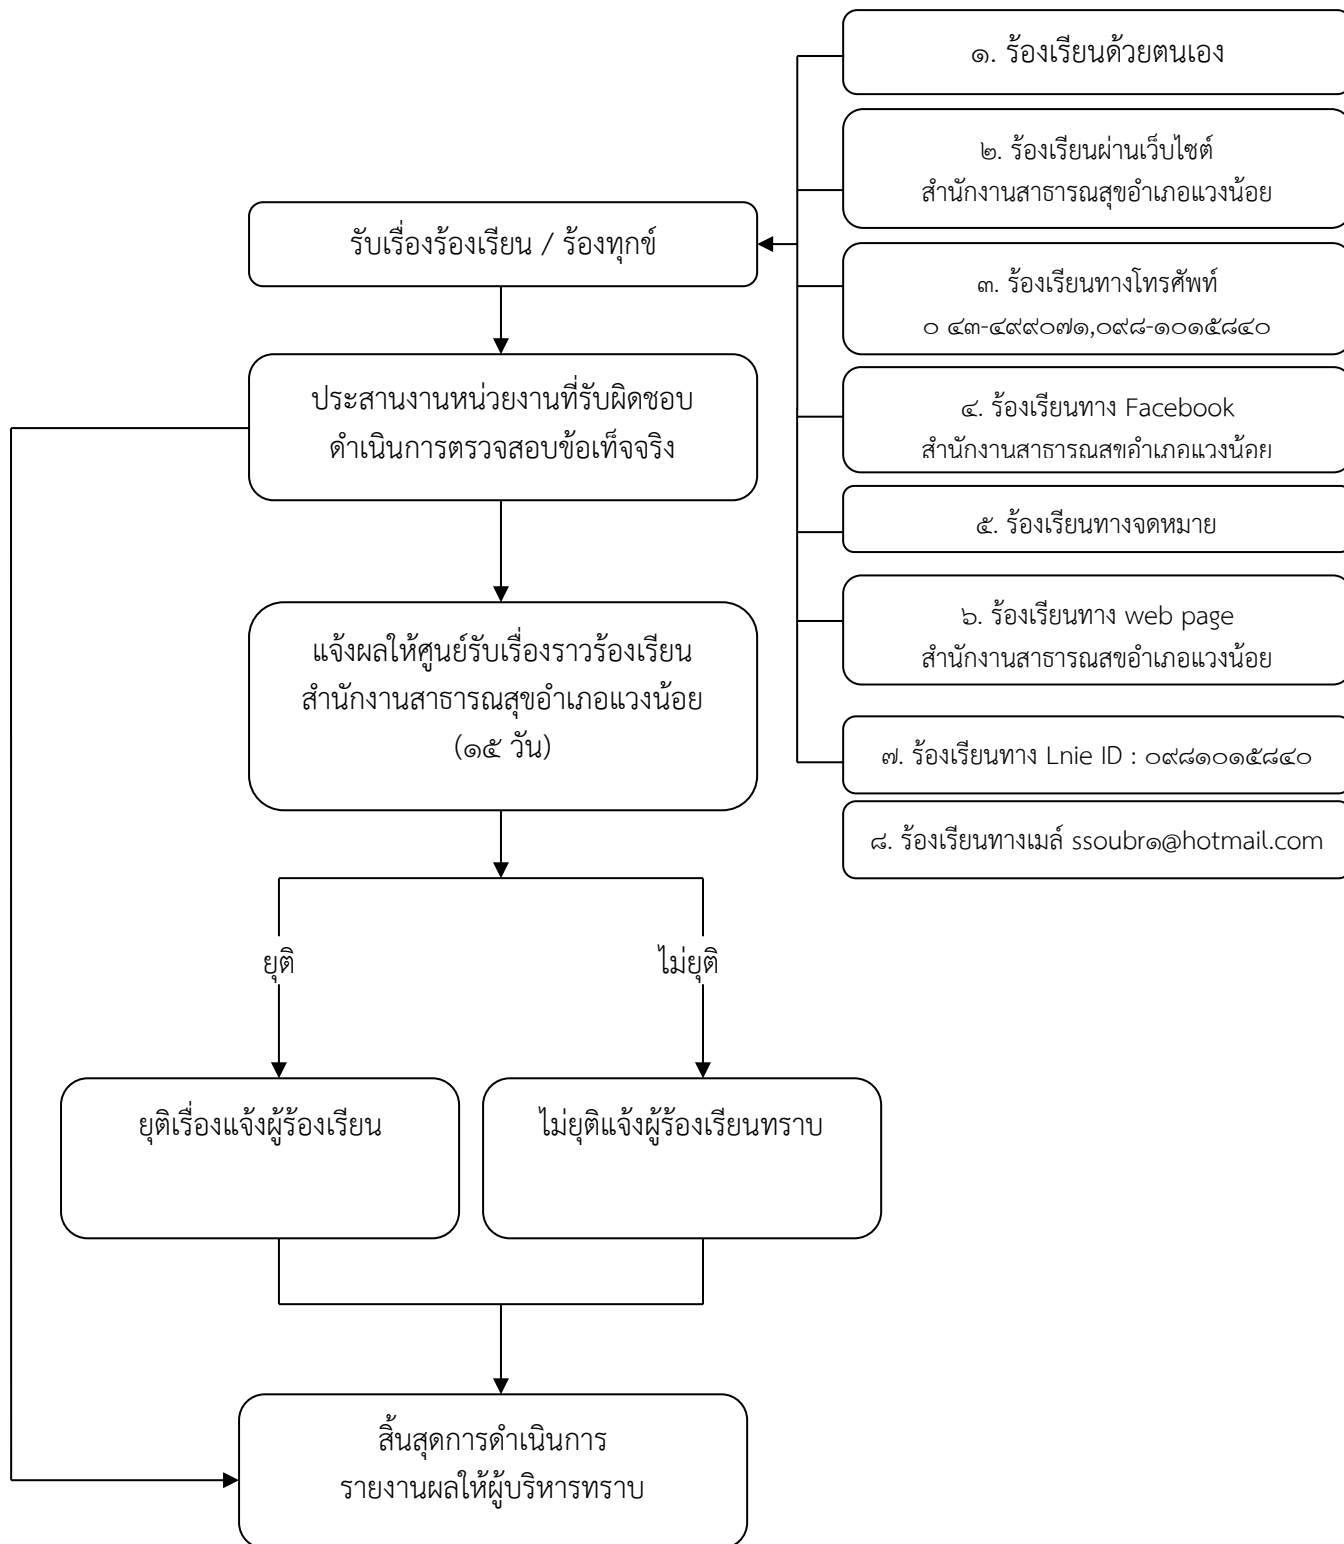 ๑. ร้องเรียนด้วยตนเอง
๒. ร้องเรียนผ่านเว็บไซต์
สำนักงานสาธารณสุขอำเภอแวงน้อย
รับเรื่องร้องเรียน / ร้องทุกข์
๓. ร้องเรียนทางโทรศัพท์
๐ ๔๓-๔๙๙๐๗๑,๐๙๘-๑๐๑๕๘๔๐
ประสานงานหน่วยงานที่รับผิดชอบ
ดำเนินการตรวจสอบข้อเท็จจริง
๔. ร้องเรียนทาง Facebook
สำนักงานสาธารณสขอำเภอแวงน้อย
๕. ร้องเรียนทางจดหมาย
๖. ร้องเรียนทาง web page
สำนักงานสาธารณสขอำเภอแวงน้อย
แจ้งผลให้ศูนย์รับเรื่องราวร้องเรียน
สำนักงานสาธารณสุขอำเภอแวงน้อย
(๑๕ วัน)
๗. ร้องเรียนทาง Lnie ID : ๐๙๘๑๐๑๕๘๔๐
๘. ร้องเรียนทางเมล์ ssoubr๑@hotmail.com
ยุติ
ไม่ยุติ
ยุติเรื่องแจ้งผู้ร้องเรียน
ไม่ยุติแจ้งผู้ร้องเรียนทราบ
สิ้นสุดการดำเนินการ
รายงานผลให้ผู้บริหารทราบ